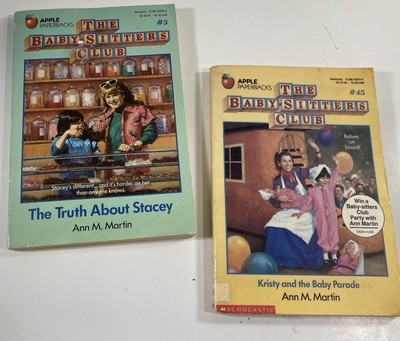 APPLE
PAPERBACKS
#3
THE
BABY-SITTERS
CLUB
Stacey's different... and it's harder on her
than anyone knows.
The Truth About Stacey
Ann M. Martin
APPLE
PAPERBACKS
#45
THE
BABY-SITTERS
CLUB
Babies
on
board!
Win a
Baby-sitters
Club
Party with
Ann Martin
Kristy and the Baby Parade
Ann M. Martin
SCHOLASTIC